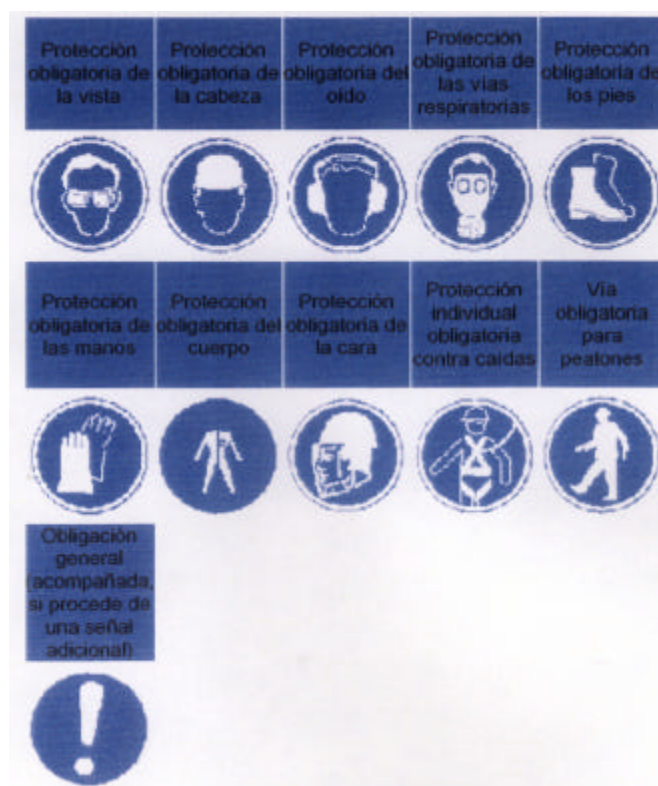 Protección
obligatoria de
la vista
Protección
obligatoria de
la cabeza
Protección
obligatoria del
oído
Protección
obligatoria de
las vías
respiratorias
Protección
obligatoria de
los pies
Protección
obligatoria de
las manos
Protección
obligatoria del
cuerpo
Protección
obligatoria de
la cara
Protección
individual
obligatoria
contra caídas
Vía
obligatoria
para
peatones
Obligación
general
(acompañada,
si procede de
una señal
adicional)